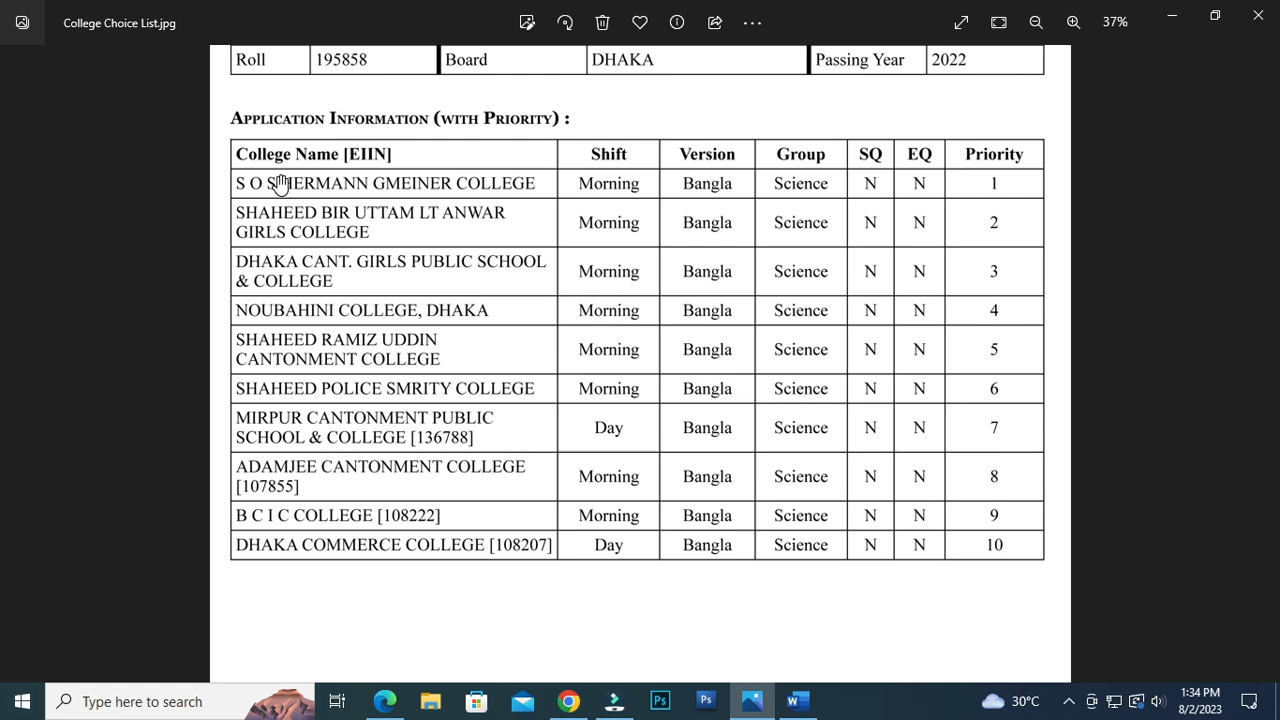 College Choice List.jpg
37%
Roll 195858 Board DHAKA Passing Year 2022
APPLICATION INFORMATION (WITH PRIORITY) :
College Name [EIIN] Shift Version Group SQ EQ Priority
S O S HERMANN GMEINER COLLEGE Morning Bangla Science N N 1
SHAHEED BIR UTTAM LT ANWAR
GIRLS COLLEGE Morning Bangla Science N N 2
DHAKA CANT. GIRLS PUBLIC SCHOOL
& COLLEGE Morning Bangla Science N N 3
NOUBAHINI COLLEGE, DHAKA Morning Bangla Science N N 4
SHAHEED RAMIZ UDDIN
CANTONMENT COLLEGE Morning Bangla Science N N 5
SHAHEED POLICE SMRITY COLLEGE Morning Bangla Science N N 6
MIRPUR CANTONMENT PUBLIC
SCHOOL & COLLEGE [136788] Day Bangla Science N N 7
ADAMJEE CANTONMENT COLLEGE
[107855] Morning Bangla Science N N 8
B C I C COLLEGE [108222] Morning Bangla Science N N 9
DHAKA COMMERCE COLLEGE [108207] Day Bangla Science N N 10
Type here to search
Ps
Ps
W
30°C
1:34 PM
8/2/2023